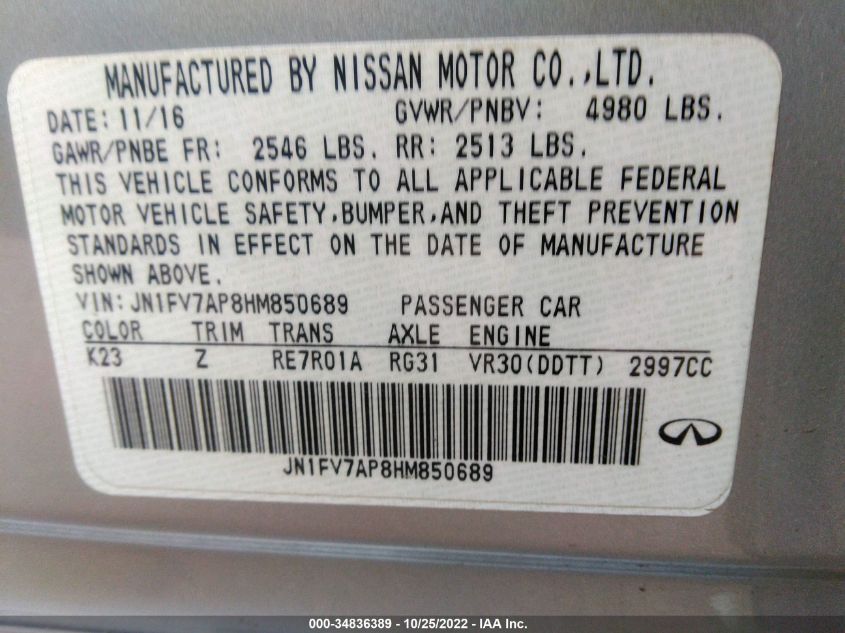 MANUFACTURED BY NISSAN MOTOR CO.,LTD.
DATE: 11/16 GVWR/PNBV: 4980 LBS.
GAWR/PNBE FR: 2546 LBS. RR: 2513 LBS.
THIS VEHICLE CONFORMS TO ALL APPLICABLE FEDERAL
MOTOR VEHICLE SAFETY,BUMPER,AND THEFT PREVENTION
STANDARDS IN EFFECT ON THE DATE OF MANUFACTURE
SHOWN ABOVE.
VIN: JN1FV7AP8HM850689 PASSENGER CAR
COLOR TRIM TRANS AXLE ENGINE
K23 Z RE7R01A RG31 VR30(DDTT) 2997CC
JN1FV7AP8HM850689
000-34836389 - 10/25/2022 - IAA Inc.